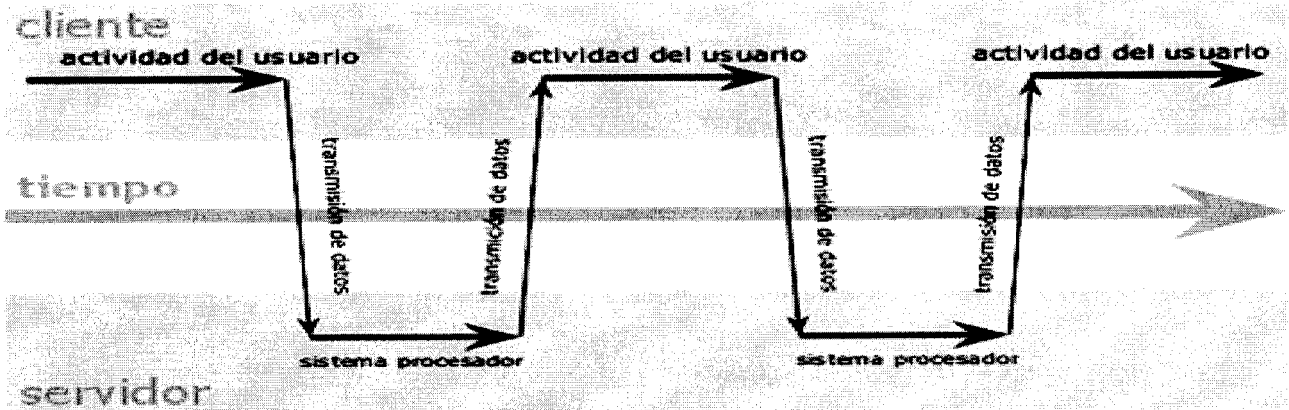 cliente
actividad del usuario
actividad del usuario
actividad del usuario
transmisión de datos
transmición de datos
transmisión de datos
transmisión de datos
tiempo
sistema procesador
sistema procesador
servidor